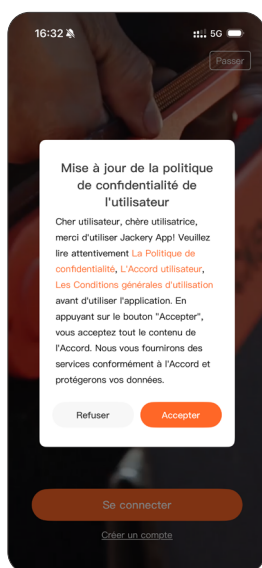 16:32
5G
Passer
Mise à jour de la politique
de confidentialité de
l'utilisateur
Cher utilisateur, chère utilisatrice,
merci d'utiliser Jackery App! Veuillez
lire attentivement La Politique de
confidentialité, L'Accord utilisateur,
Les Conditions générales d'utilisation
avant d'utiliser l'application. En
appuyant sur le bouton "Accepter",
vous acceptez tout le contenu de
l'Accord. Nous vous fournirons des
services conformément à l'Accord et
protégerons vos données.
Refuser
Accepter
Se connecter
Créer un compte